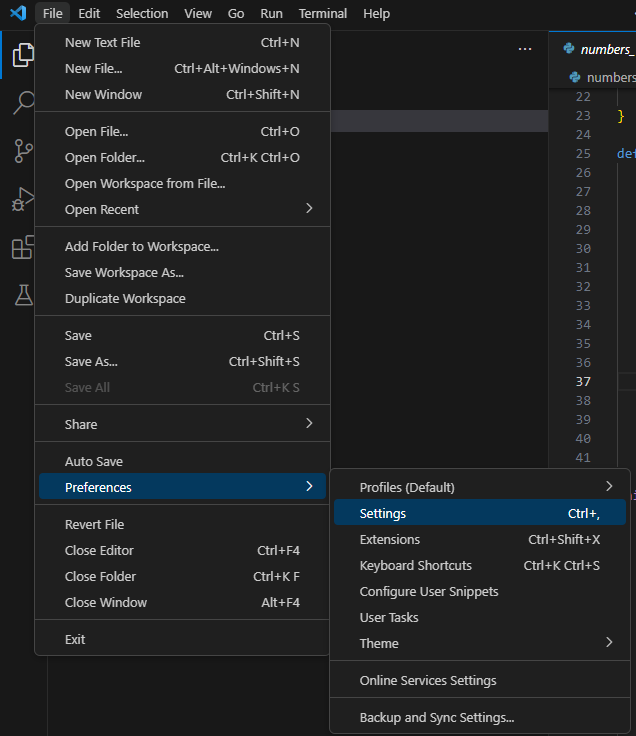 File Edit Selection View Go Run Terminal Help
New Text File Ctrl+N
New File... Ctrl+Alt+Windows+N
New Window Ctrl+Shift+N
Open File... Ctrl+O
Open Folder... Ctrl+K Ctrl+O
Open Workspace from File...
Open Recent
Add Folder to Workspace...
Save Workspace As...
Duplicate Workspace
Save Ctrl+S
Save As... Ctrl+Shift+S
Save All Ctrl+K S
Share
Auto Save
Preferences
Revert File
Close Editor Ctrl+F4
Close Folder Ctrl+K F
Close Window Alt+F4
Exit
Profiles (Default)
Settings Ctrl+,
Extensions Ctrl+Shift+X
Keyboard Shortcuts Ctrl+K Ctrl+S
Configure User Snippets
User Tasks
Theme
Online Services Settings
Backup and Sync Settings...
numbers_
numbers
22
23 }
24
25 def
26
27
28
29
30
31
32
33
34
35
36
37
38
39
40
41